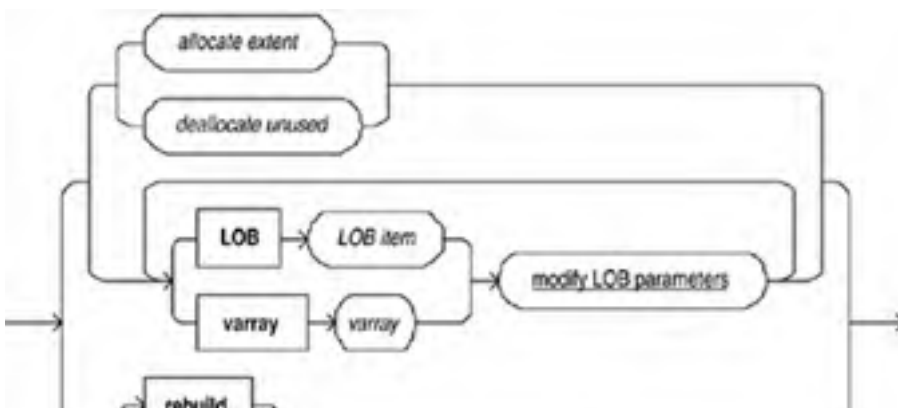 allocate extent
deallocate unused
LOB LOB item
modify LOB parameters
varray varray
rebuild